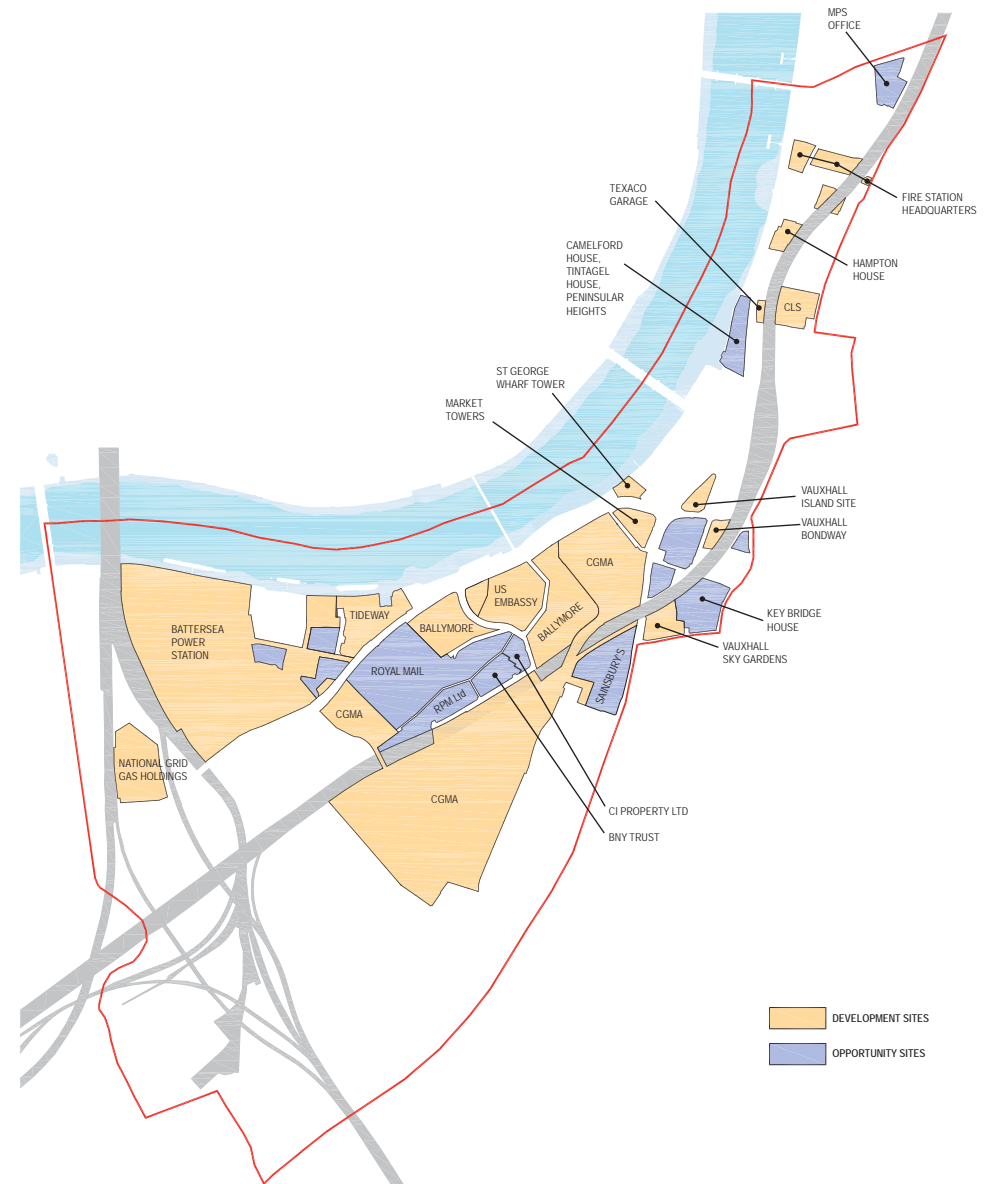 MPS
OFFICE
FIRE STATION
HEADQUARTERS
TEXACO
GARAGE
HAMPTON
HOUSE
CAMELFORD
HOUSE,
TINTAGEL
HOUSE,
PENINSULAR
HEIGHTS
CLS
ST GEORGE
WHARF TOWER
MARKET
TOWERS
VAUXHALL
ISLAND SITE
VAUXHALL
BONDWAY
CGMA
US
EMBASSY
BALLYMORE
BALLYMORE
TIDEWAY
BATTERSEA
POWER
STATION
KEY BRIDGE
HOUSE
VAUXHALL
SKY GARDENS
SAINSBURY'S
ROYAL MAIL
RPM Ltd
CGMA
NATIONAL GRID
GAS HOLDINGS
CGMA
CI PROPERTY LTD
BNY TRUST
DEVELOPMENT SITES
OPPORTUNITY SITES